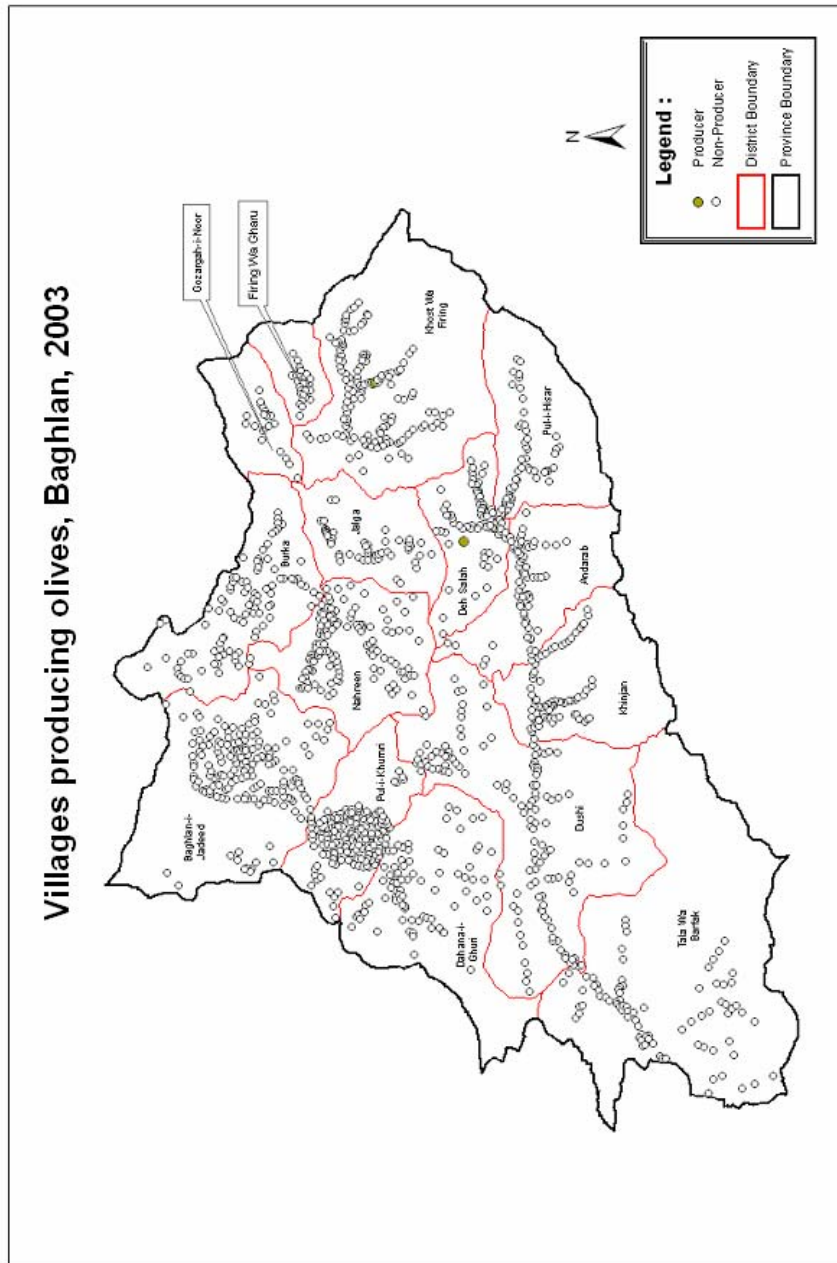 Villages producing olives, Baghlan, 2003
Gozargah-i-Noor
Firing Wa Gharu
Burka
Baghlan-i-
Jadeed
Nahreen
Jalga
Khost Wa
Firing
Pul-i-Khumri
Deh Salah
Pul-i-Hisar
Dahana-i-
Ghuri
Dushi
Khinjan
Andarab
Tala Wa
Barfak
N
Legend :
Producer
Non-Producer
District Boundary
Province Boundary